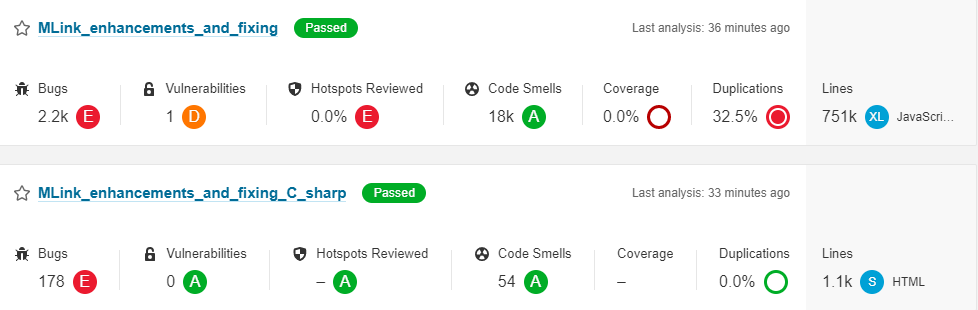 MLink_enhancements_and_fixing Passed Last analysis: 36 minutes ago
Bugs Vulnerabilities Hotspots Reviewed Code Smells Coverage Duplications Lines
2.2k E 1 D 0.0% E 18k A 0.0% 32.5% 751k XL JavaScri...
MLink_enhancements_and_fixing_C_sharp Passed Last analysis: 33 minutes ago
Bugs Vulnerabilities Hotspots Reviewed Code Smells Coverage Duplications Lines
178 E 0 A – A 54 A – 0.0% 1.1k S HTML